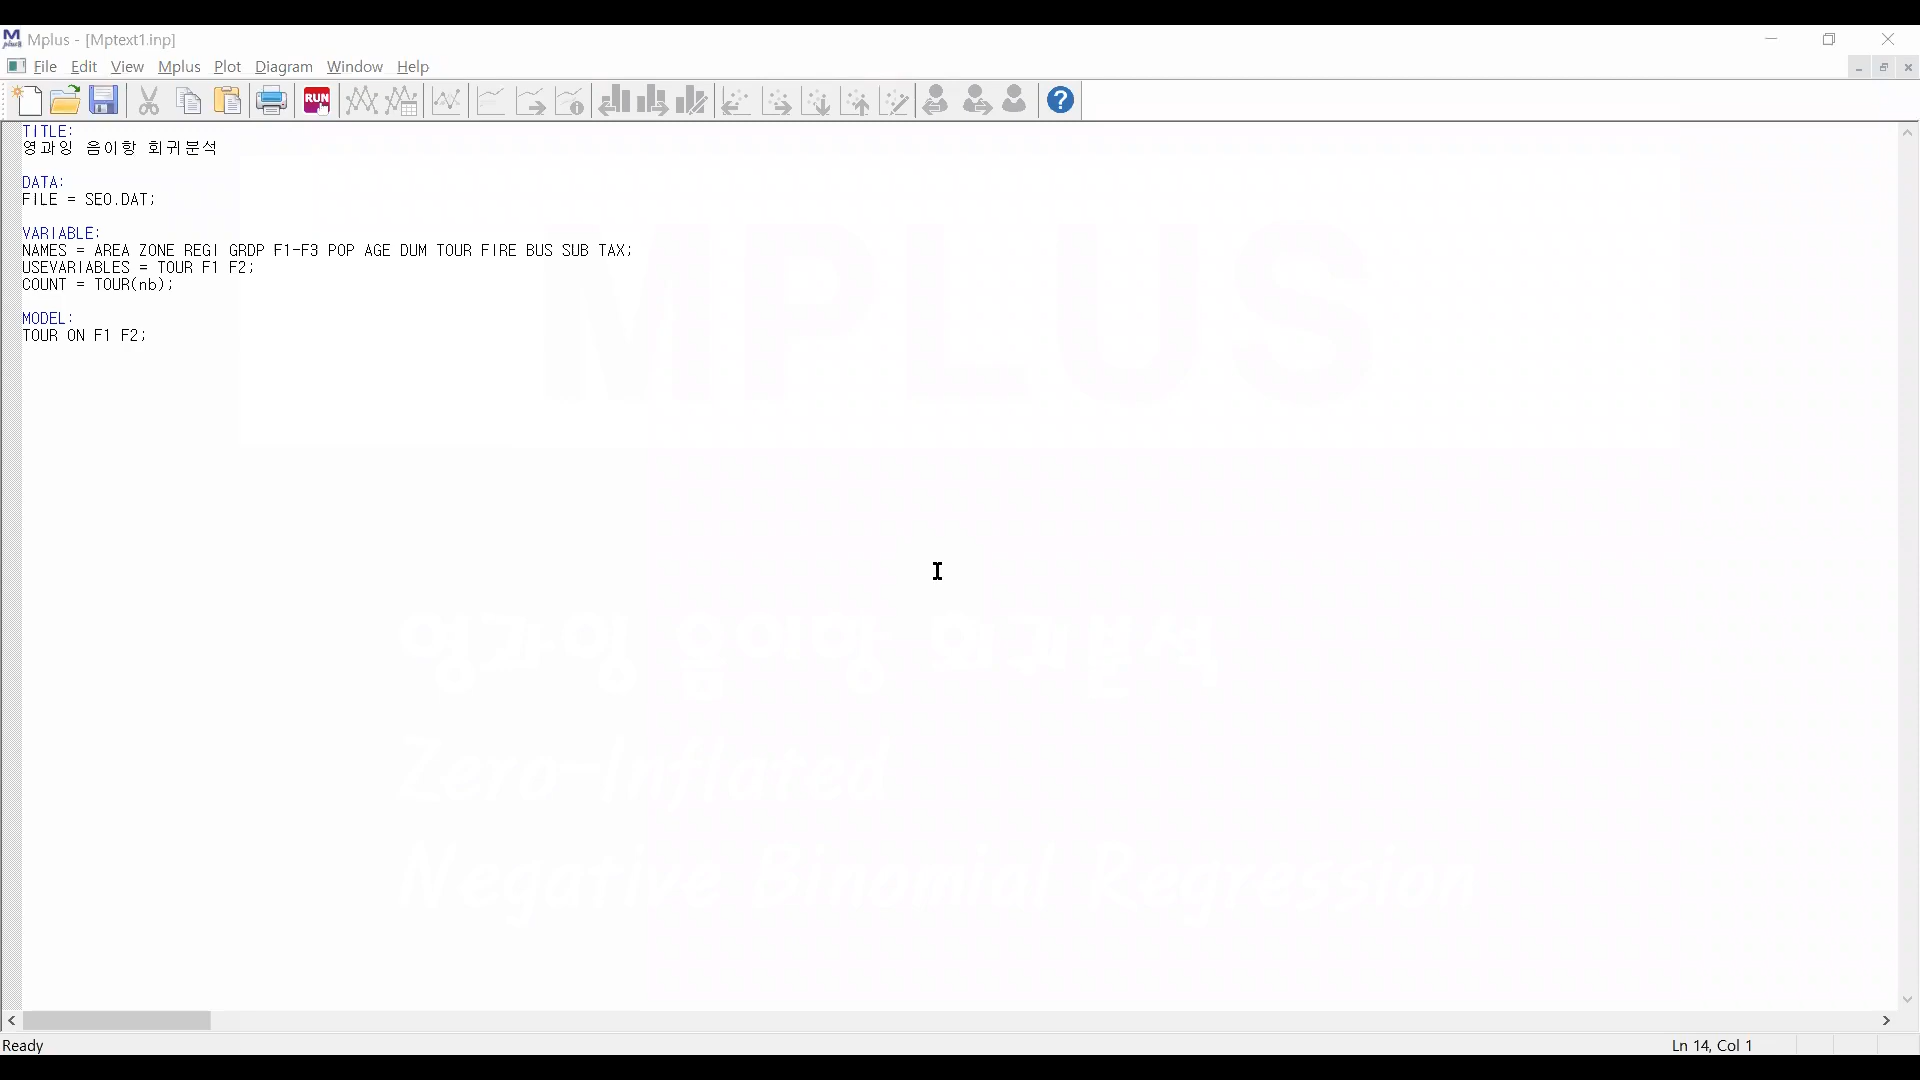 Mplus - [Mptext1.inp]
File Edit View Mplus Plot Diagram Window Help
RUN
TITLE:
영과잉 음이항 회귀분석
DATA:
FILE = SEO.DAT;
VARIABLE:
NAMES = AREA ZONE REGI GRDP F1-F3 POP AGE DUM TOUR FIRE BUS SUB TAX;
USEVARIABLES = TOUR F1 F2;
COUNT = TOUR(nb);
MODEL:
TOUR ON F1 F2;
MPLUS
영과잉 음이항 회귀분석
Zero-Inflated
Negative Binomial Regression
Ready
Ln 14, Col 1